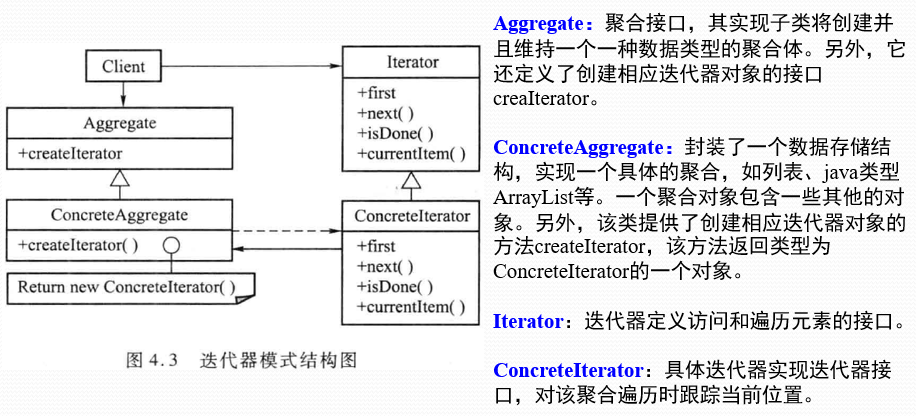 Client
Iterator
+first
+next( )
+isDone( )
+currentItem( )
Aggregate
+createIterator
ConcreteAggregate
+createIterator( )
Return new ConcreteIterator( )
ConcreteIterator
+first
+next( )
+isDone( )
+currentItem( )
图 4.3 迭代器模式结构图
Aggregate：聚合接口，其实现子类将创建并
且维持一个一种数据类型的聚合体。另外，它
还定义了创建相应迭代器对象的接口
creaIterator。
ConcreteAggregate：封装了一个数据存储结
构，实现一个具体的聚合，如列表、java类型
ArrayList等。一个聚合对象包含一些其他的对
象。另外，该类提供了创建相应迭代器对象的
方法createIterator，该方法返回类型为
ConcreteIterator的一个对象。
Iterator：迭代器定义访问和遍历元素的接口。
ConcreteIterator：具体迭代器实现迭代器接
口，对该聚合遍历时跟踪当前位置。